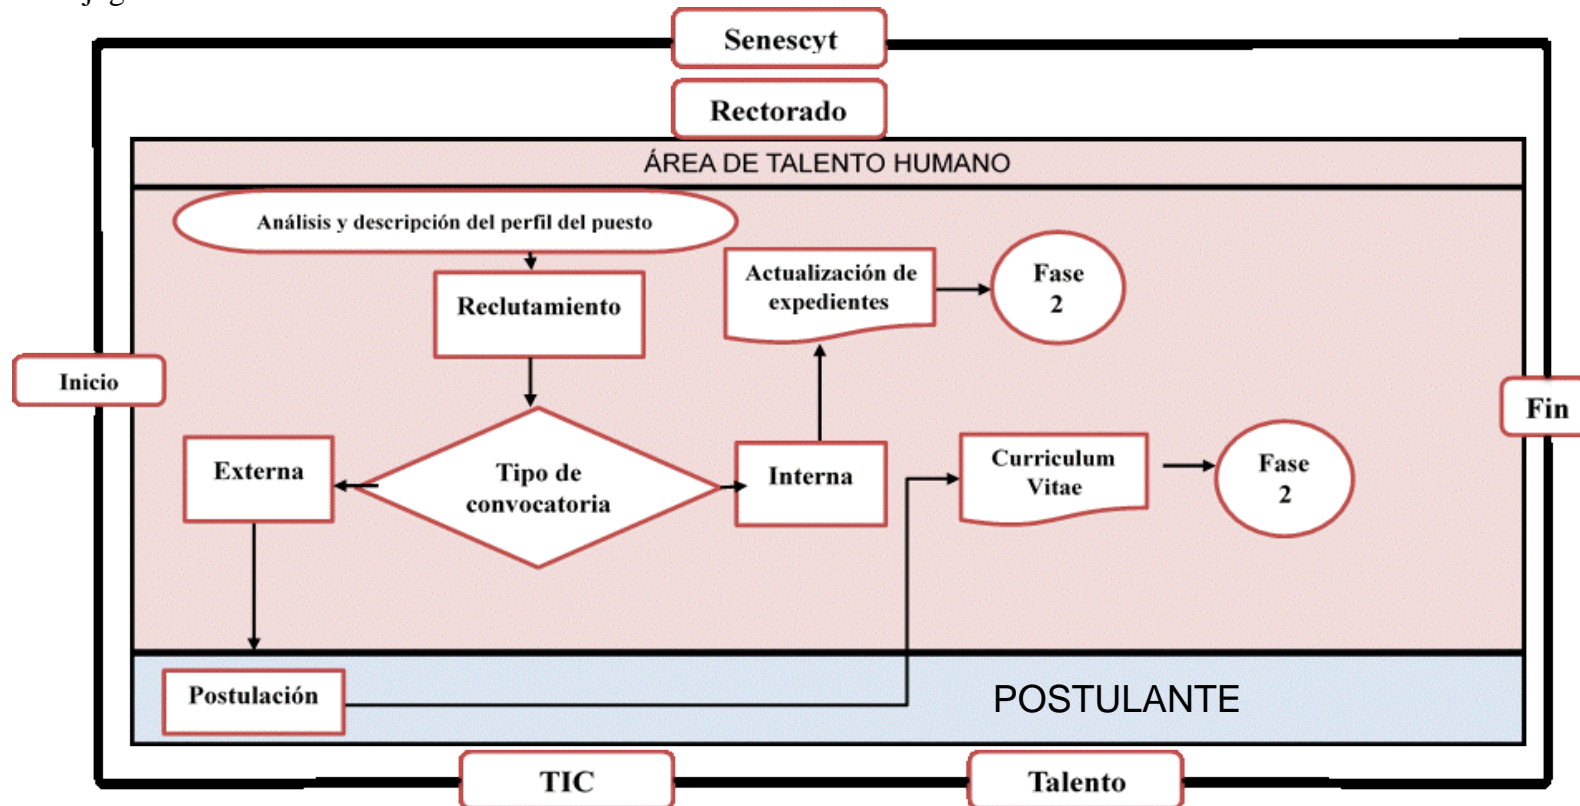 Senescyt
Rectorado
ÁREA DE TALENTO HUMANO
Análisis y descripción del perfil del puesto
Reclutamiento
Actualización de
expedientes
Fase
2
Inicio
Fin
Externa
Tipo de
convocatoria
Interna
Curriculum
Vitae
Fase
2
Postulación
POSTULANTE
TIC
Talento